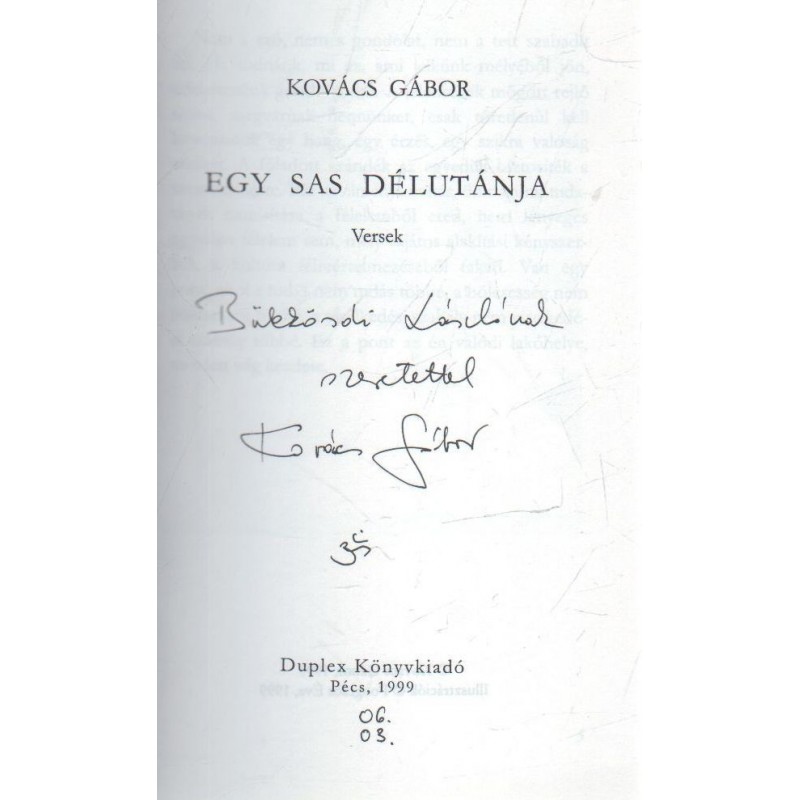 KOVÁCS GÁBOR
EGY SAS DÉLUTÁNJA
Versek
Bükkösdi Lászlónak
szeretettel
Kovács Gábor
Duplex Könyvkiadó
Pécs, 1999
06.
03.